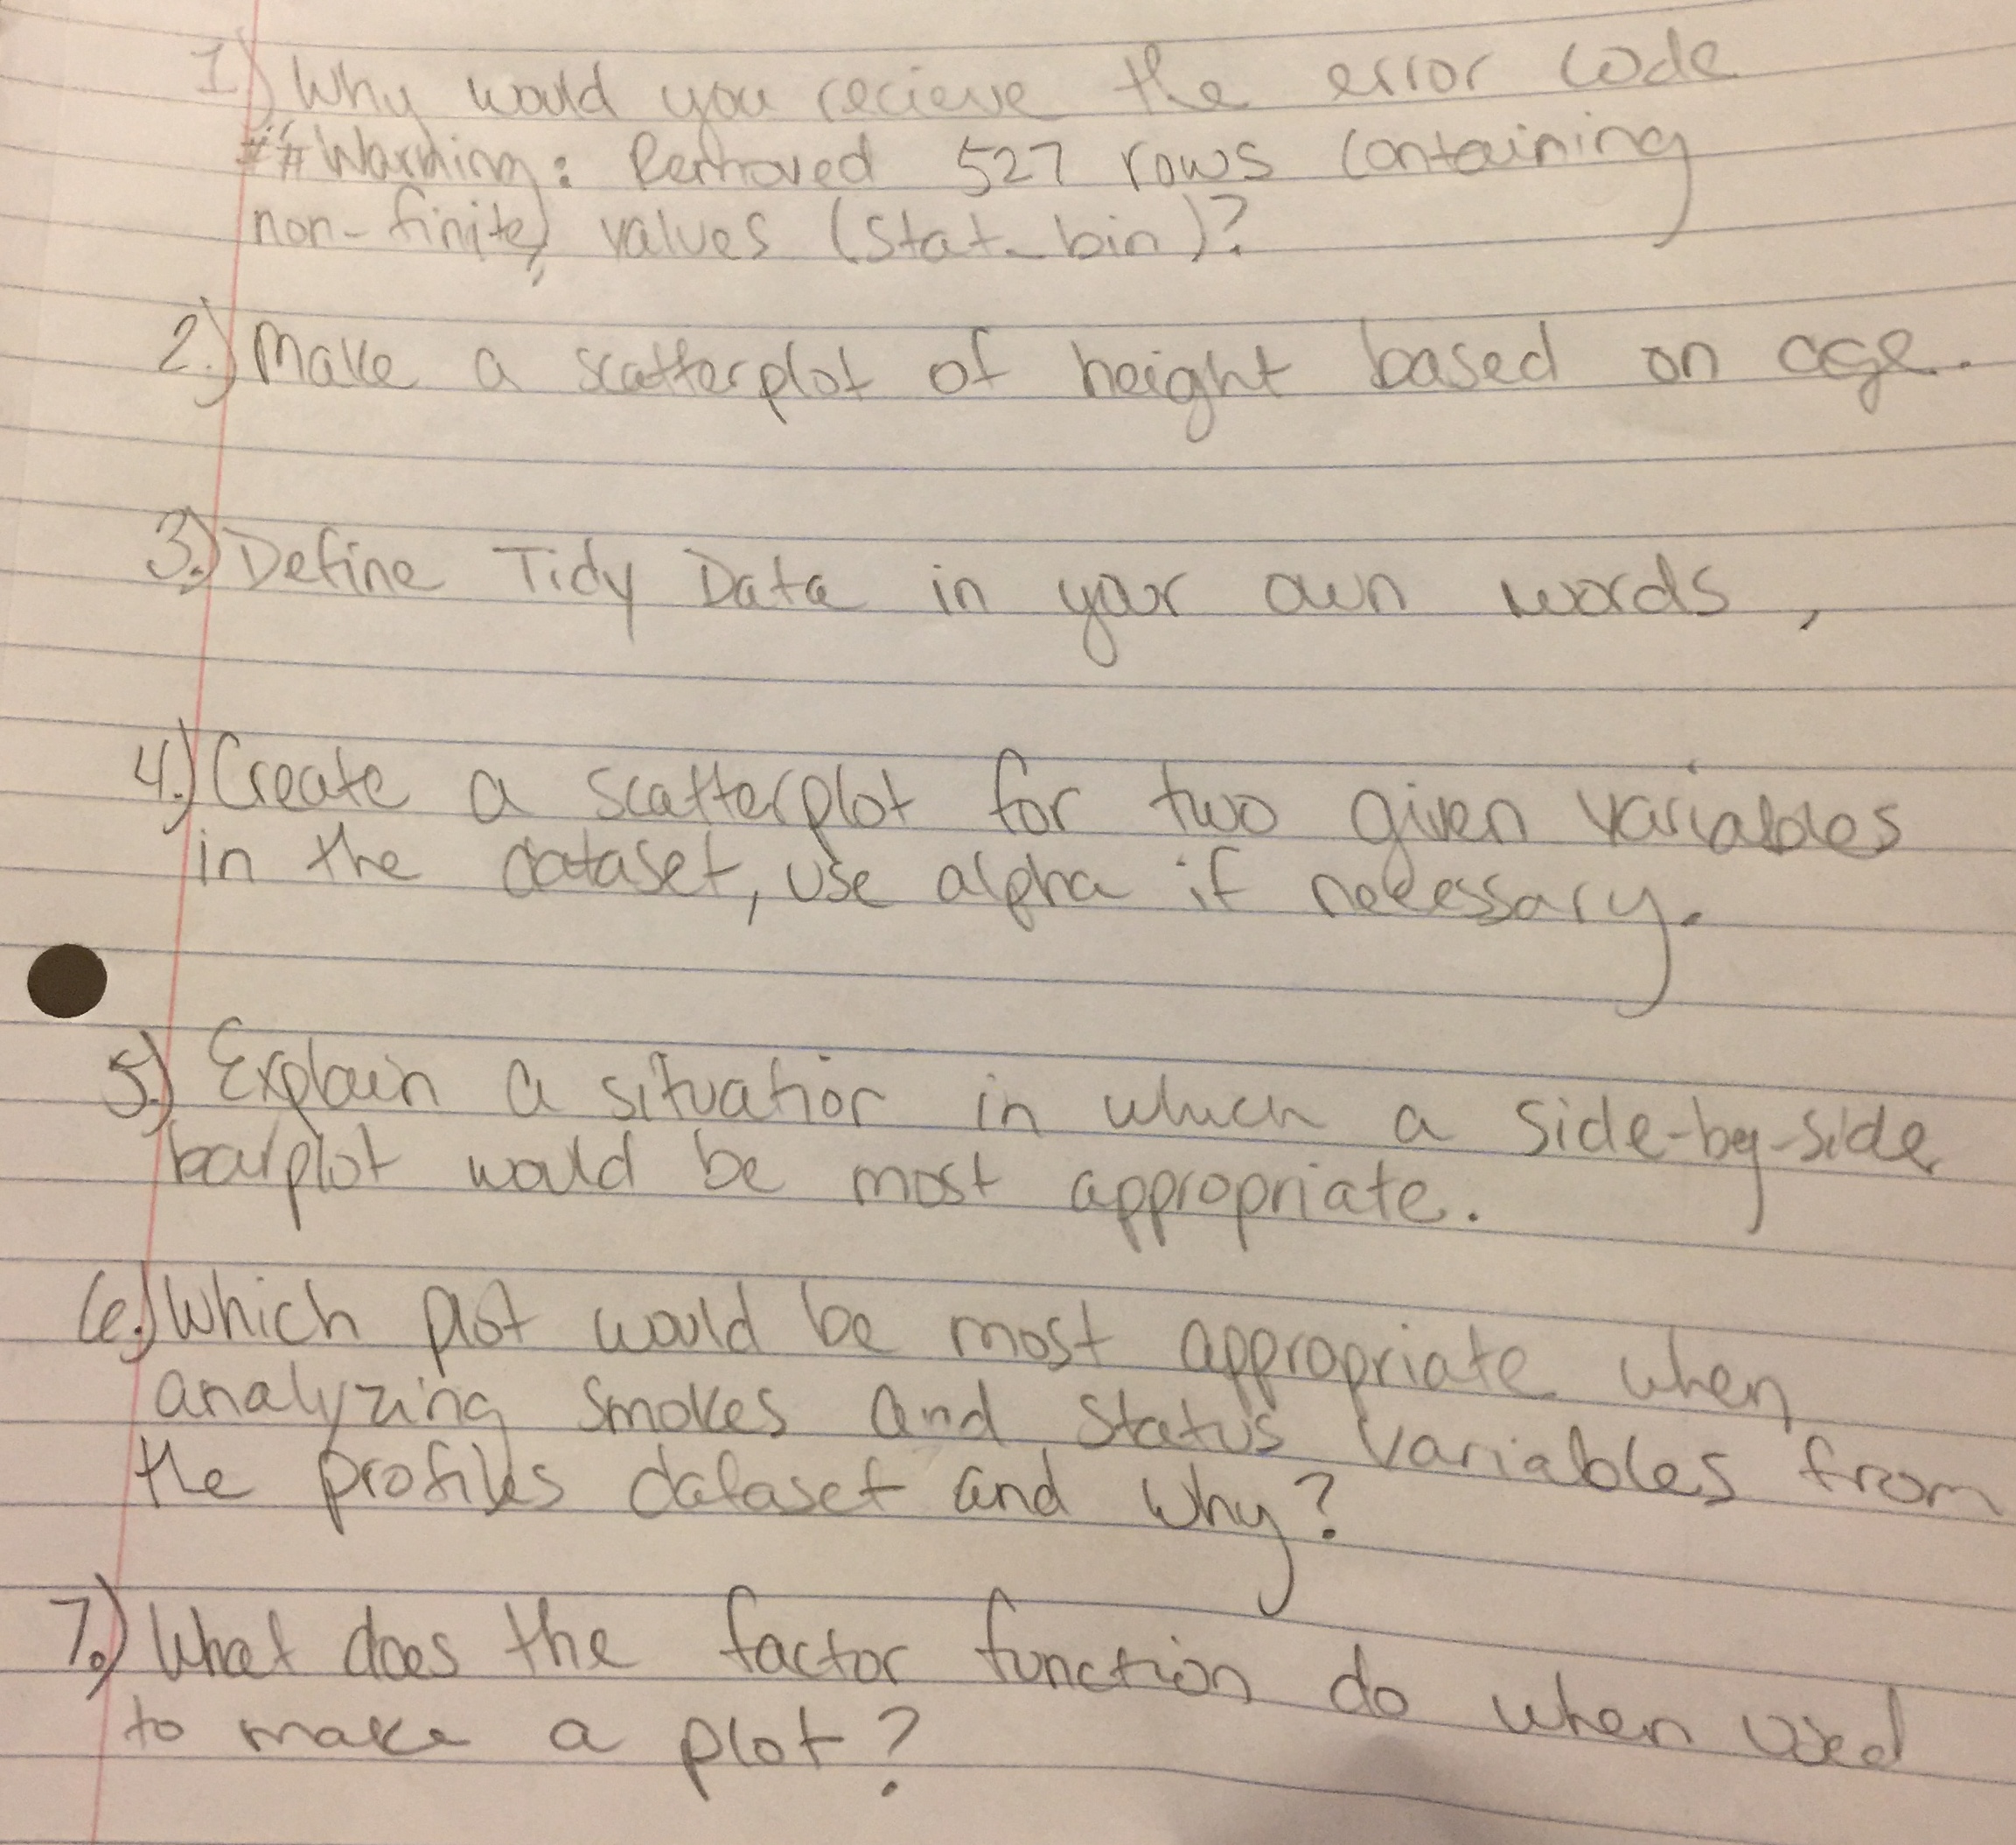 1) Why would you recieve the error code
## Warning: Removed 527 rows containing
non-finite values (stat_bin)?
2.) Make a scatterplot of height based on age.
3.) Define Tidy Data in your own words,
4.) Create a scatterplot for two given variables
in the dataset, use alpha if necessary.
5.) Explain a situation in which a side-by-side
barplot would be most appropriate.
6.) Which plot would be most appropriate when
analyzing smokes and status variables from
the profiles dataset and why?
7.) What does the factor function do when used
to make a plot?